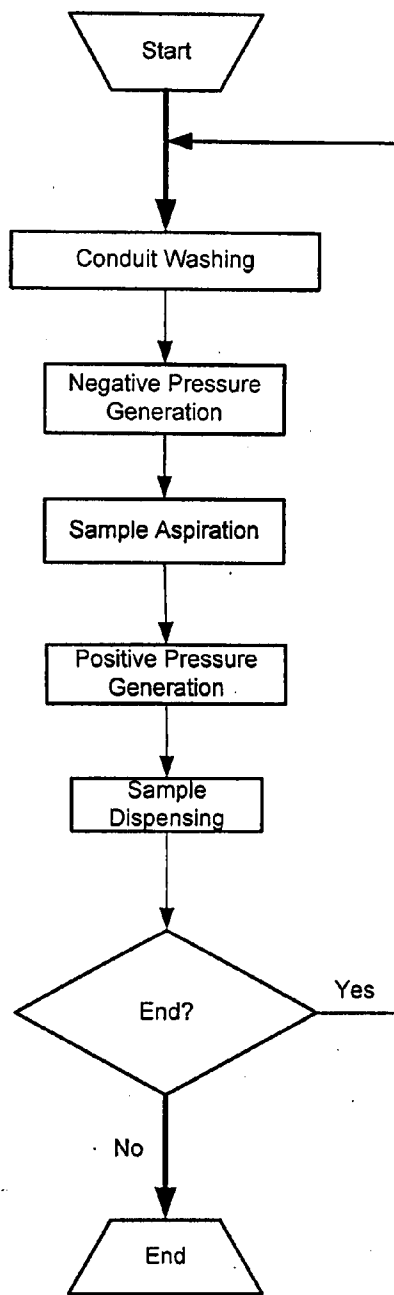 Start
Conduit Washing
Negative Pressure
Generation
Sample Aspiration
Positive Pressure
Generation
Sample
Dispensing
End?
Yes
No
End